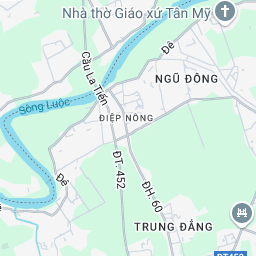 Nhà thờ Giáo xứ Tân Mỹ
Đê
Cầu La Tiến
NGŨ ĐÔNG
Sông Luộc
ĐIỆP NÔNG
ĐT. 452
ĐH. 60
Đê
TRUNG ĐẲNG
ĐT452